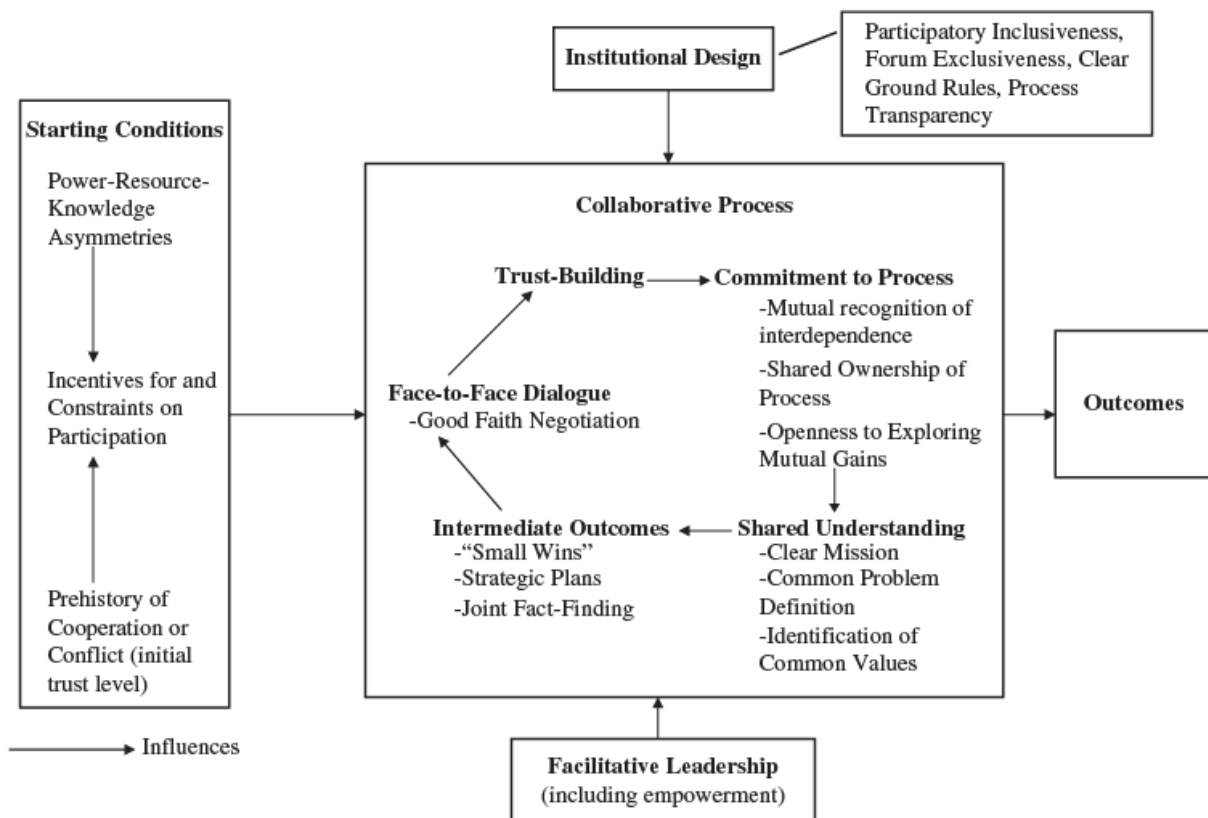 Institutional Design
Participatory Inclusiveness,
Forum Exclusiveness, Clear
Ground Rules, Process
Transparency
Starting Conditions
Power-Resource-
Knowledge
Asymmetries
Incentives for and
Constraints on
Participation
Prehistory of
Cooperation or
Conflict (initial
trust level)
Influences
Collaborative Process
Trust-Building
Commitment to Process
-Mutual recognition of
interdependence
-Shared Ownership of
Process
-Openness to Exploring
Mutual Gains
Face-to-Face Dialogue
-Good Faith Negotiation
Intermediate Outcomes
-“Small Wins”
-Strategic Plans
-Joint Fact-Finding
Shared Understanding
-Clear Mission
-Common Problem
Definition
-Identification of
Common Values
Outcomes
Facilitative Leadership
(including empowerment)